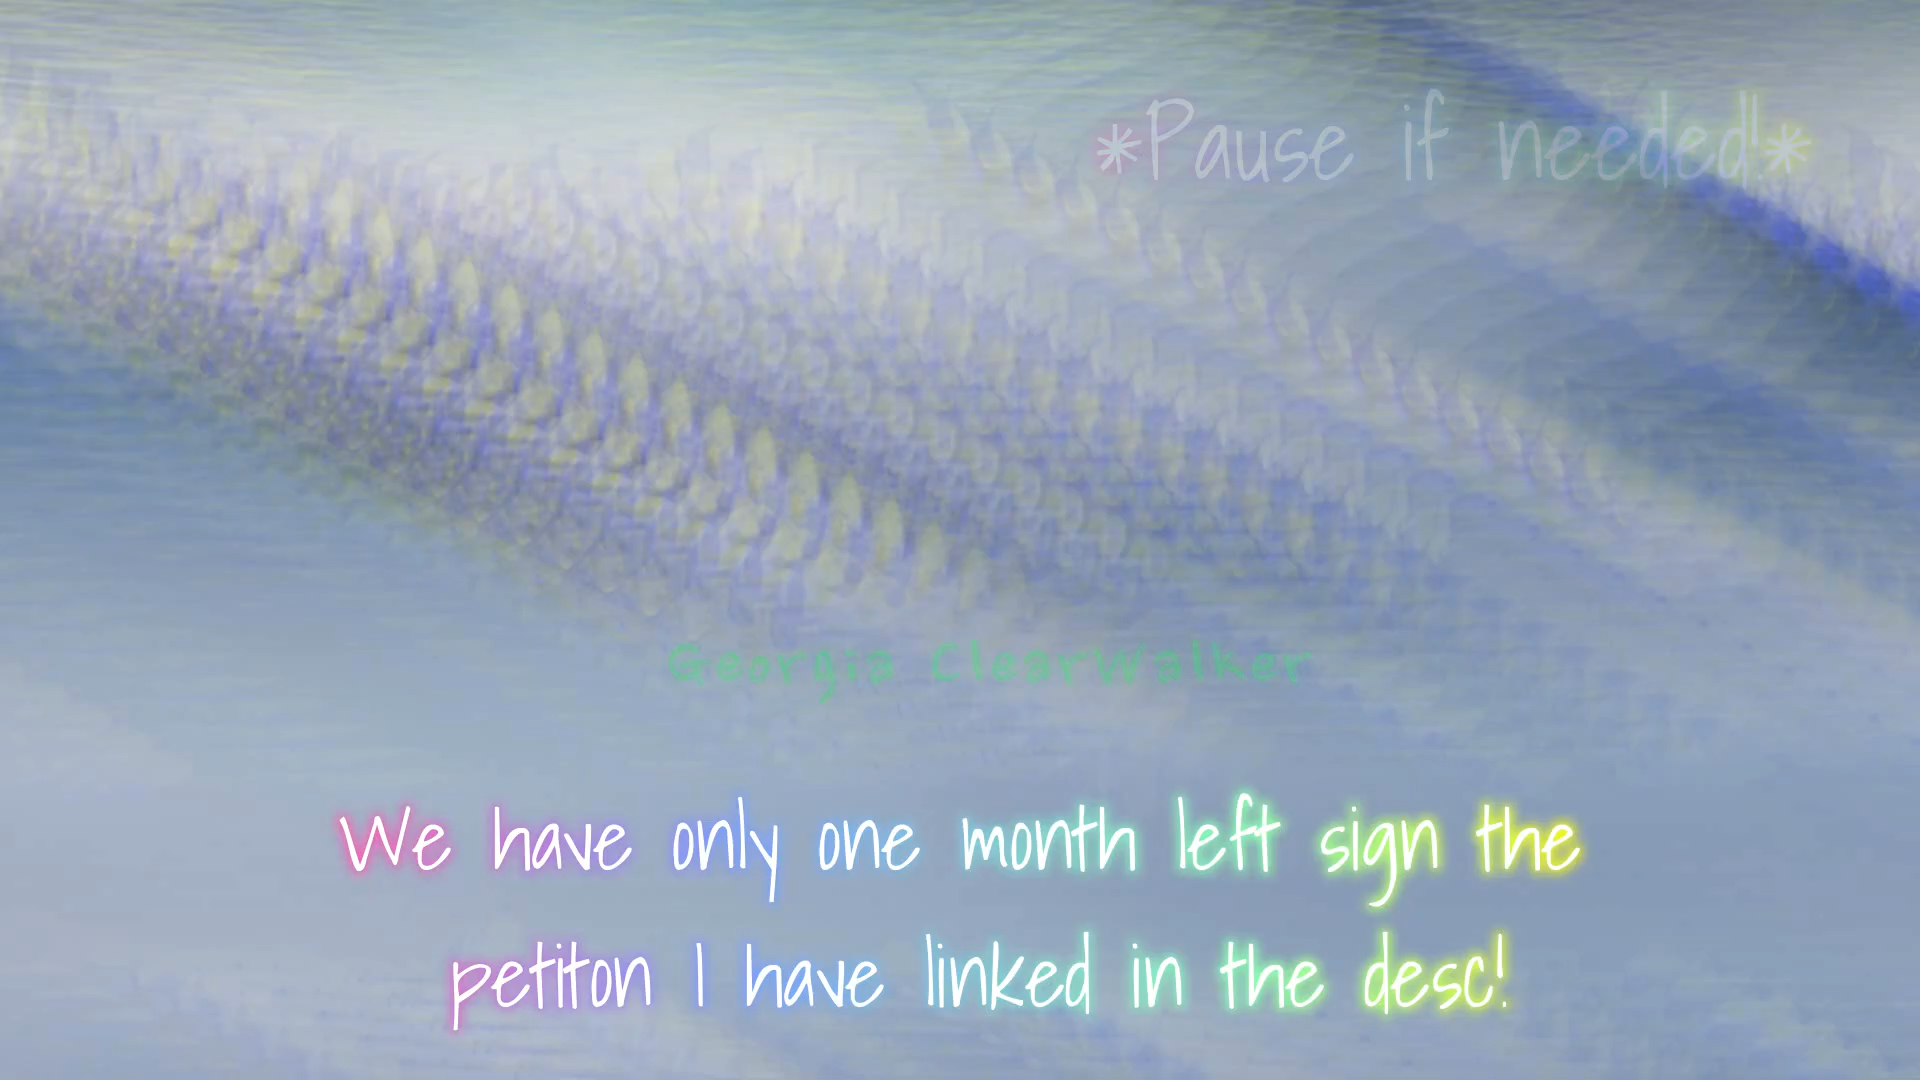 *Pause if needed!*
Georgia ClearWalker
We have only one month left sign the
petiton I have linked in the desc!